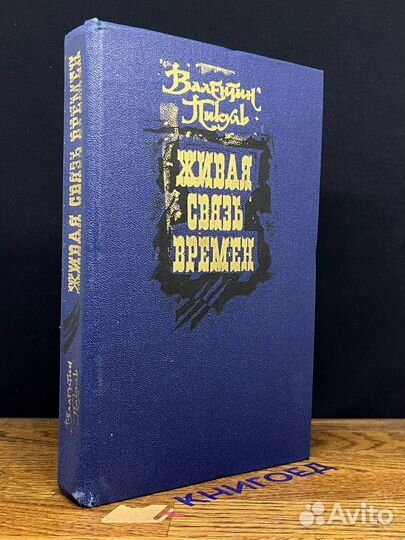 Валентин
Пикуль
ЖИВАЯ
СВЯЗЬ
ВРЕМЕН
ЖИВАЯ СВЯЗЬ ВРЕМЕН
Валентин
Пикуль
КНИГОЕД
Avito